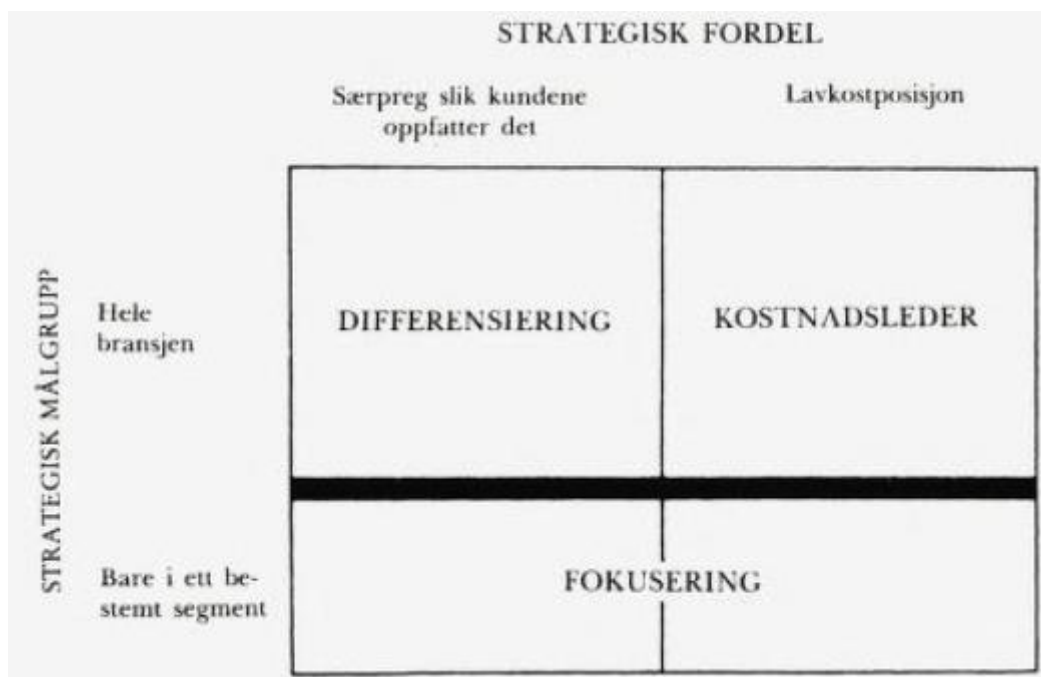 STRATEGISK FORDEL
Særpreg slik kundene
oppfatter det
Lavkostposisjon
STRATEGISK MÅLGRUPP
Hele
bransjen
DIFFERENSIERING
KOSTNADSLEDER
Bare i ett be-
stemt segment
FOKUSERING